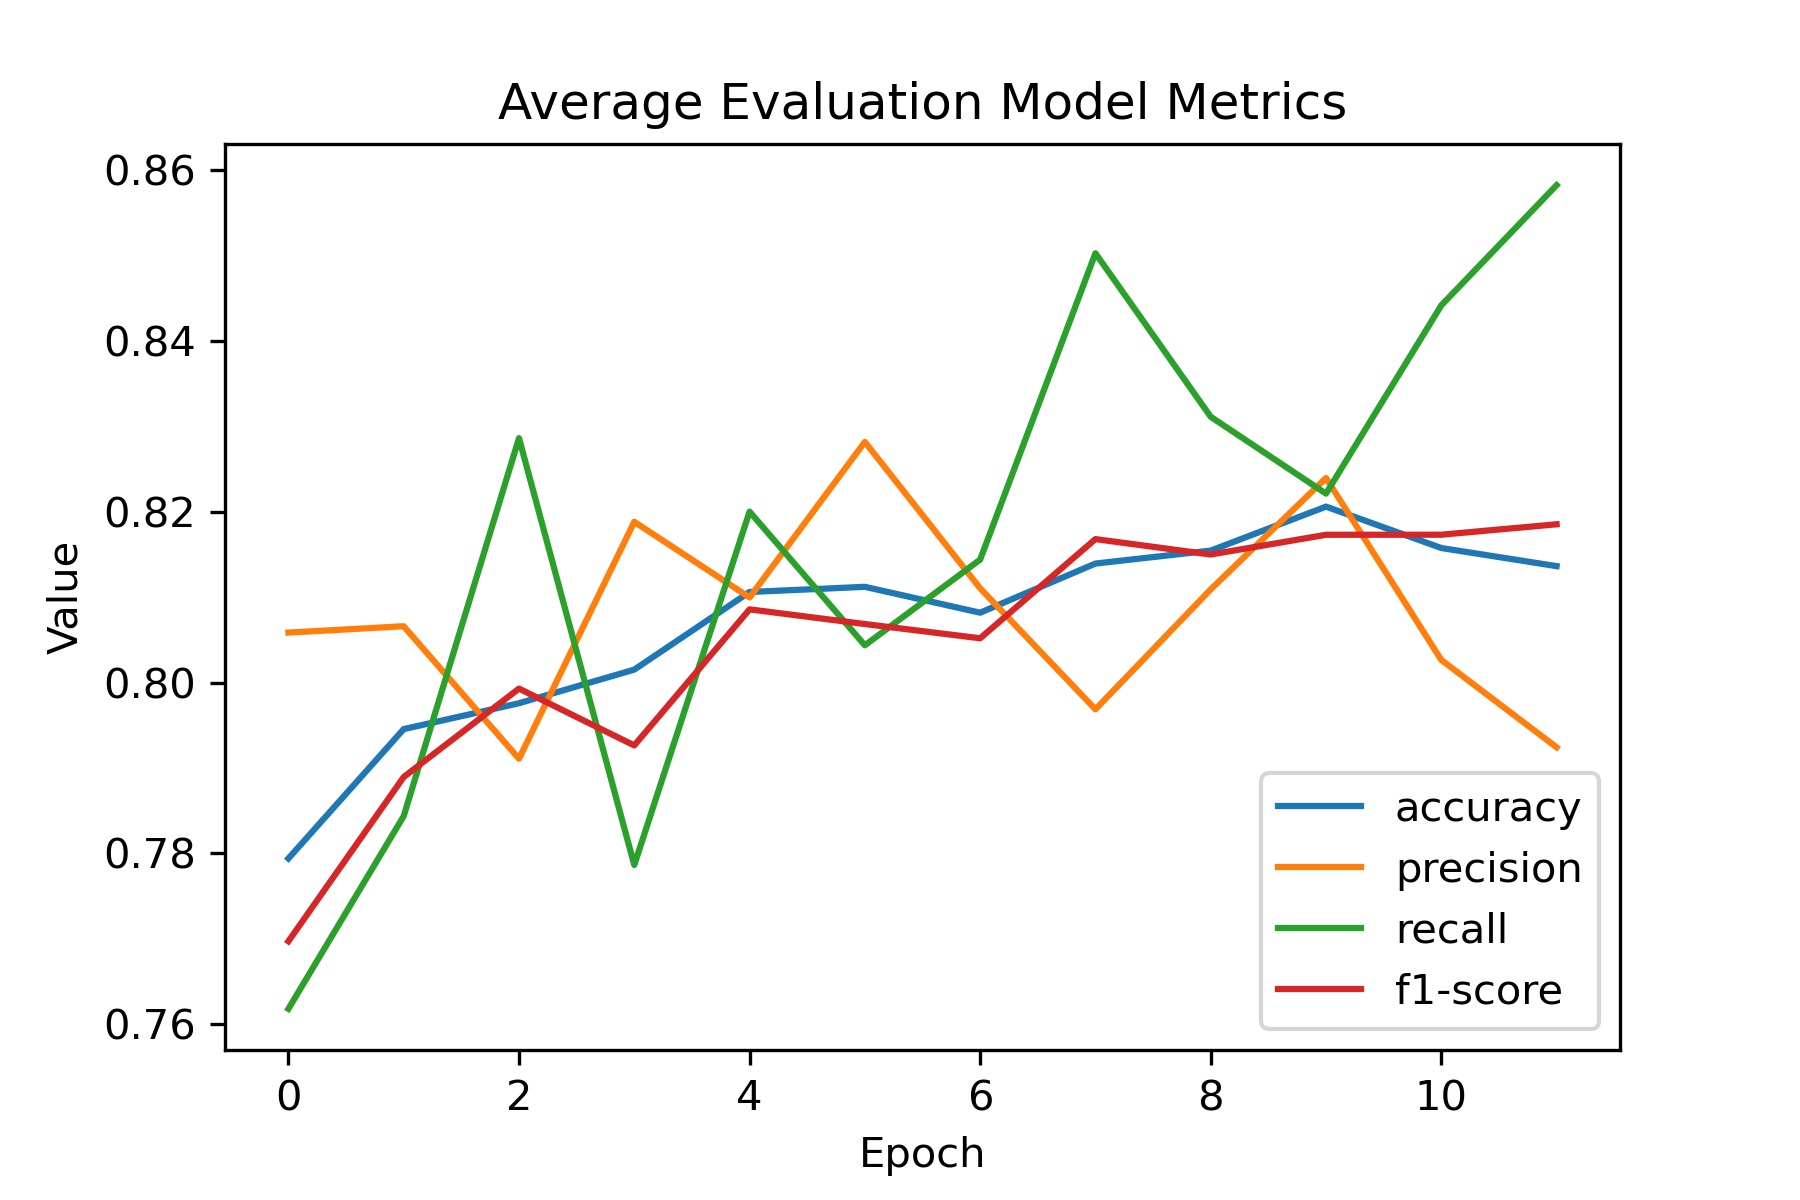 Average Evaluation Model Metrics
0.86
0.84
0.82
0.80
0.78
0.76
Value
0 2 4 6 8 10
Epoch
accuracy
precision
recall
f1-score